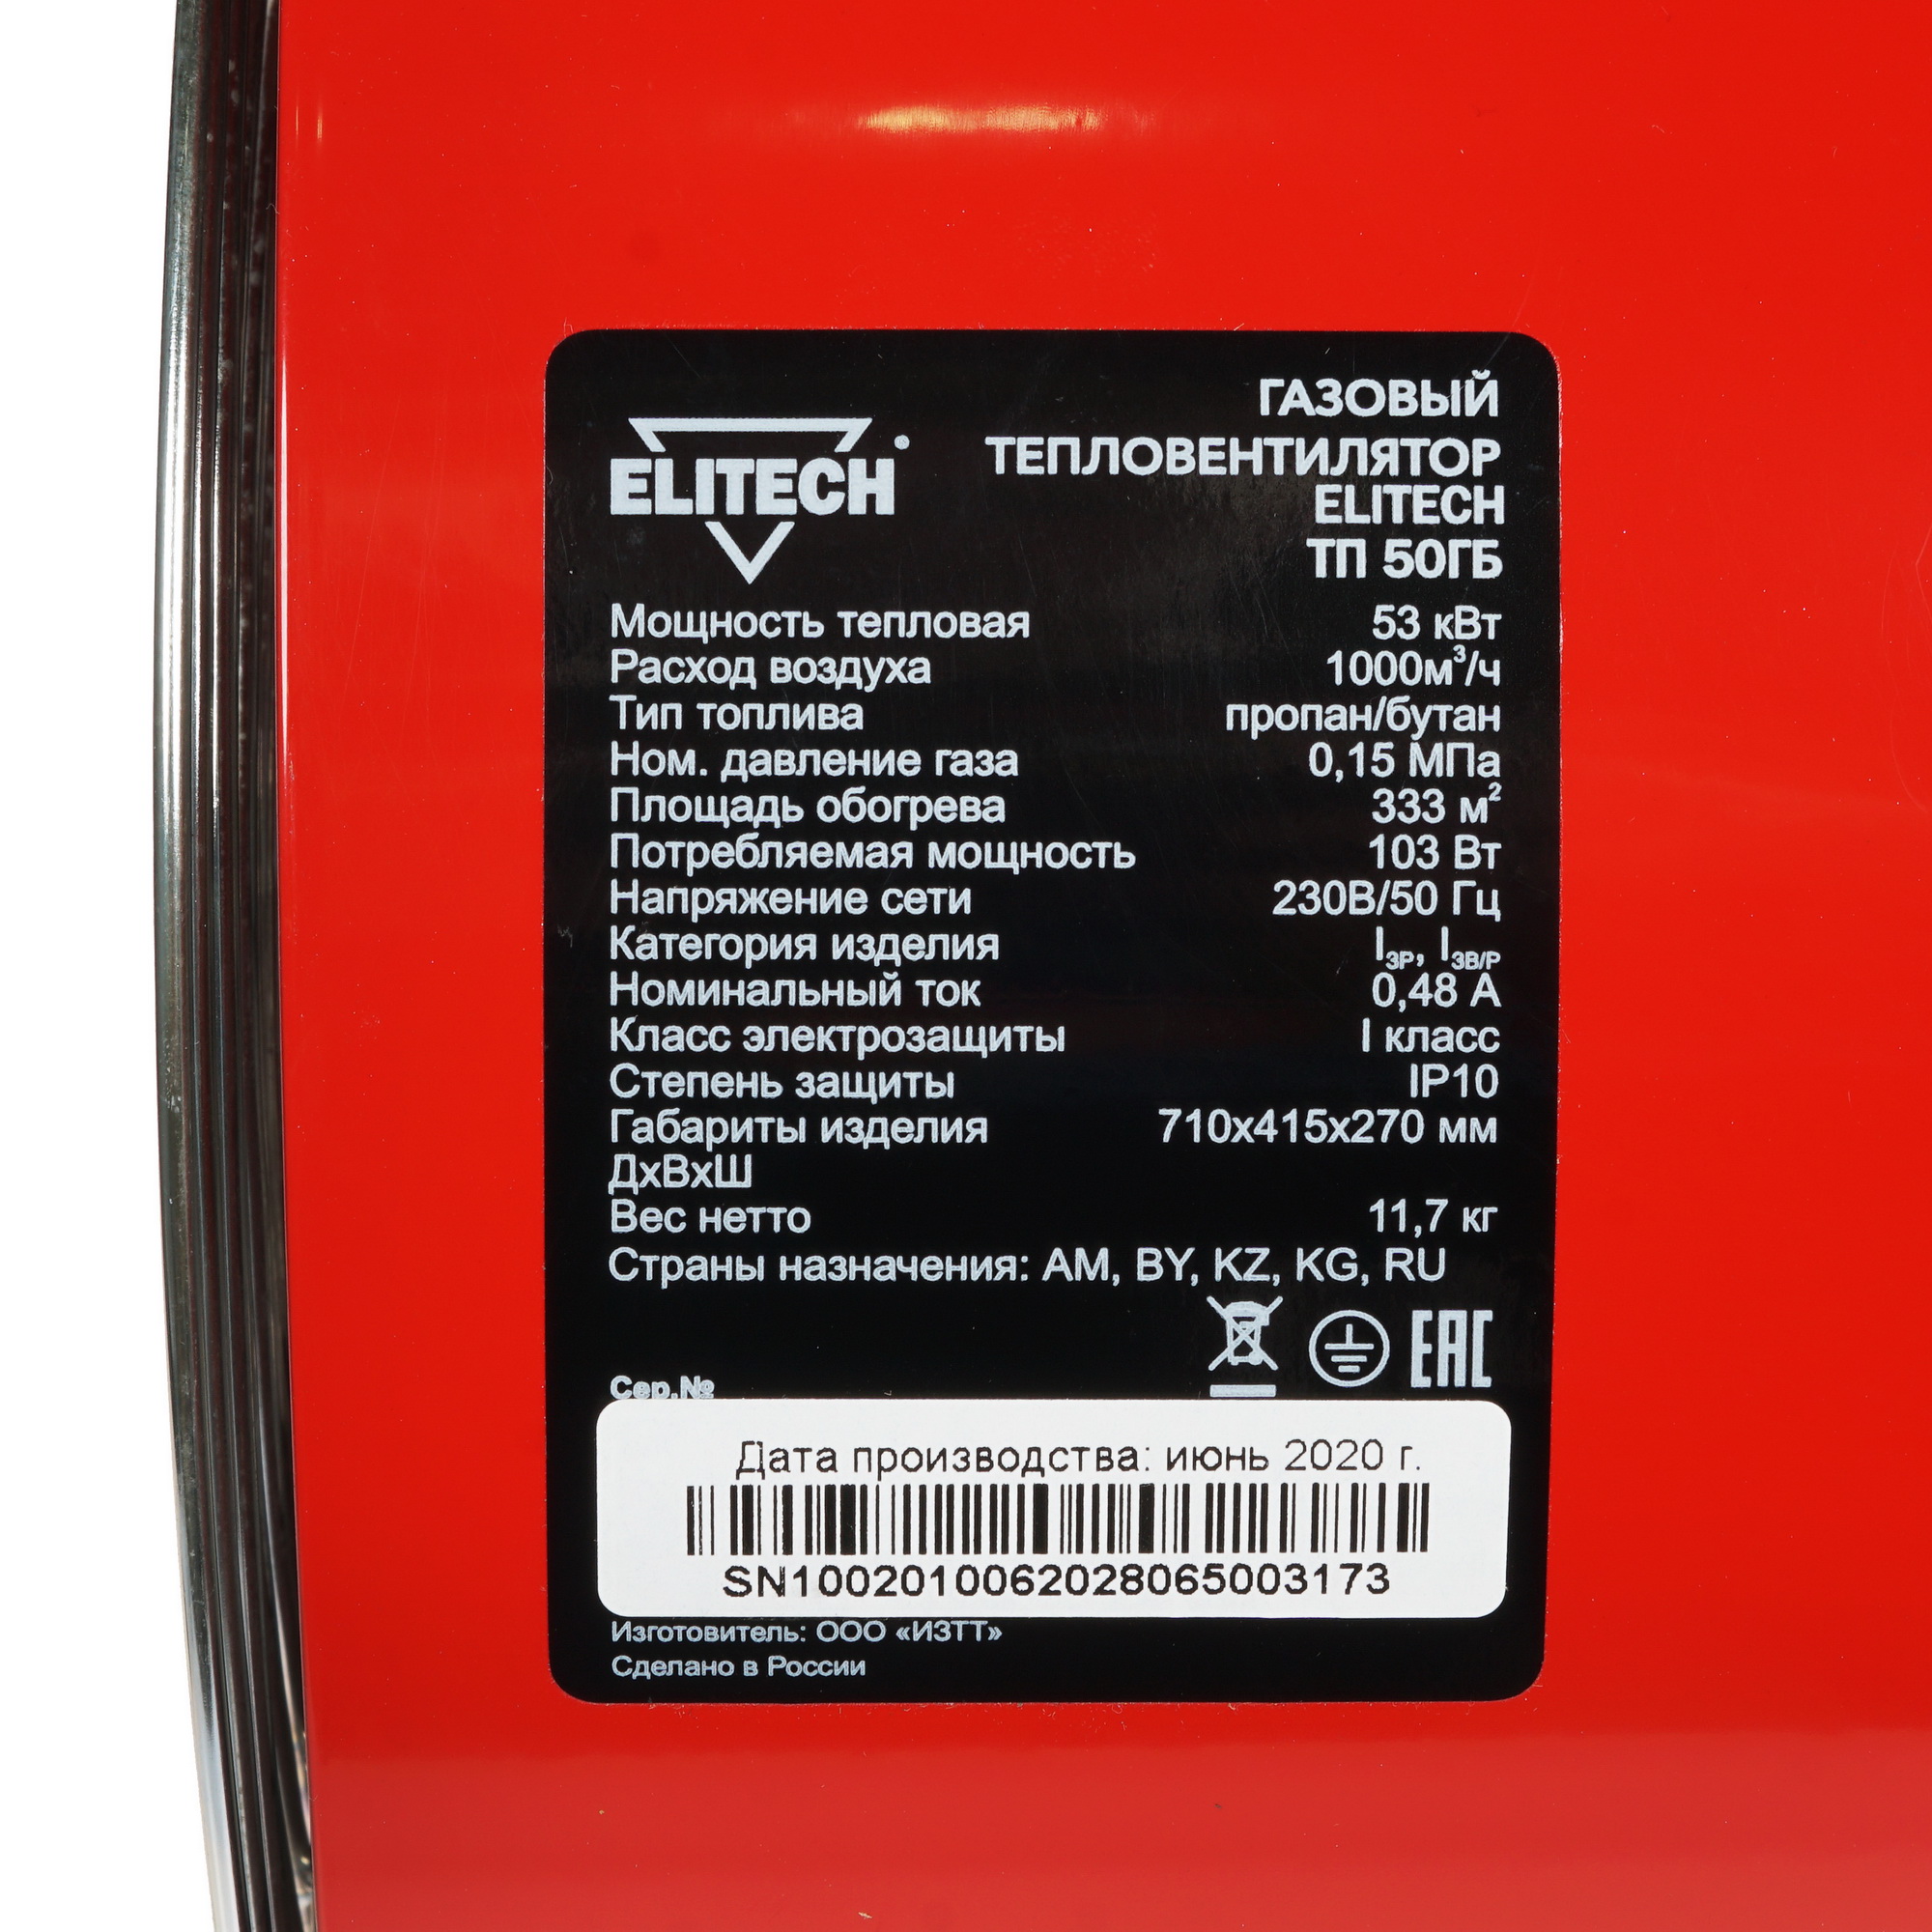 ELITECH
ГАЗОВЫЙ
ТЕПЛОВЕНТИЛЯТОР
ELITECH
ТП 50ГБ
Мощность тепловая 53 кВт
Расход воздуха 1000м³/ч
Тип топлива пропан/бутан
Ном. давление газа 0,15 МПа
Площадь обогрева 333 м²
Потребляемая мощность 103 Вт
Напряжение сети 230В/50 Гц
Категория изделия I3P, I3B/P
Номинальный ток 0,48 А
Класс электрозащиты I класс
Степень защиты IP10
Габариты изделия 710х415х270 мм
ДхВхШ
Вес нетто 11,7 кг
Страны назначения: AM, BY, KZ, KG, RU
EAC
Сер.№
Дата производства: июнь 2020 г.
SN1002010062028065003173
Изготовитель: ООО «ИЗТТ»
Сделано в России